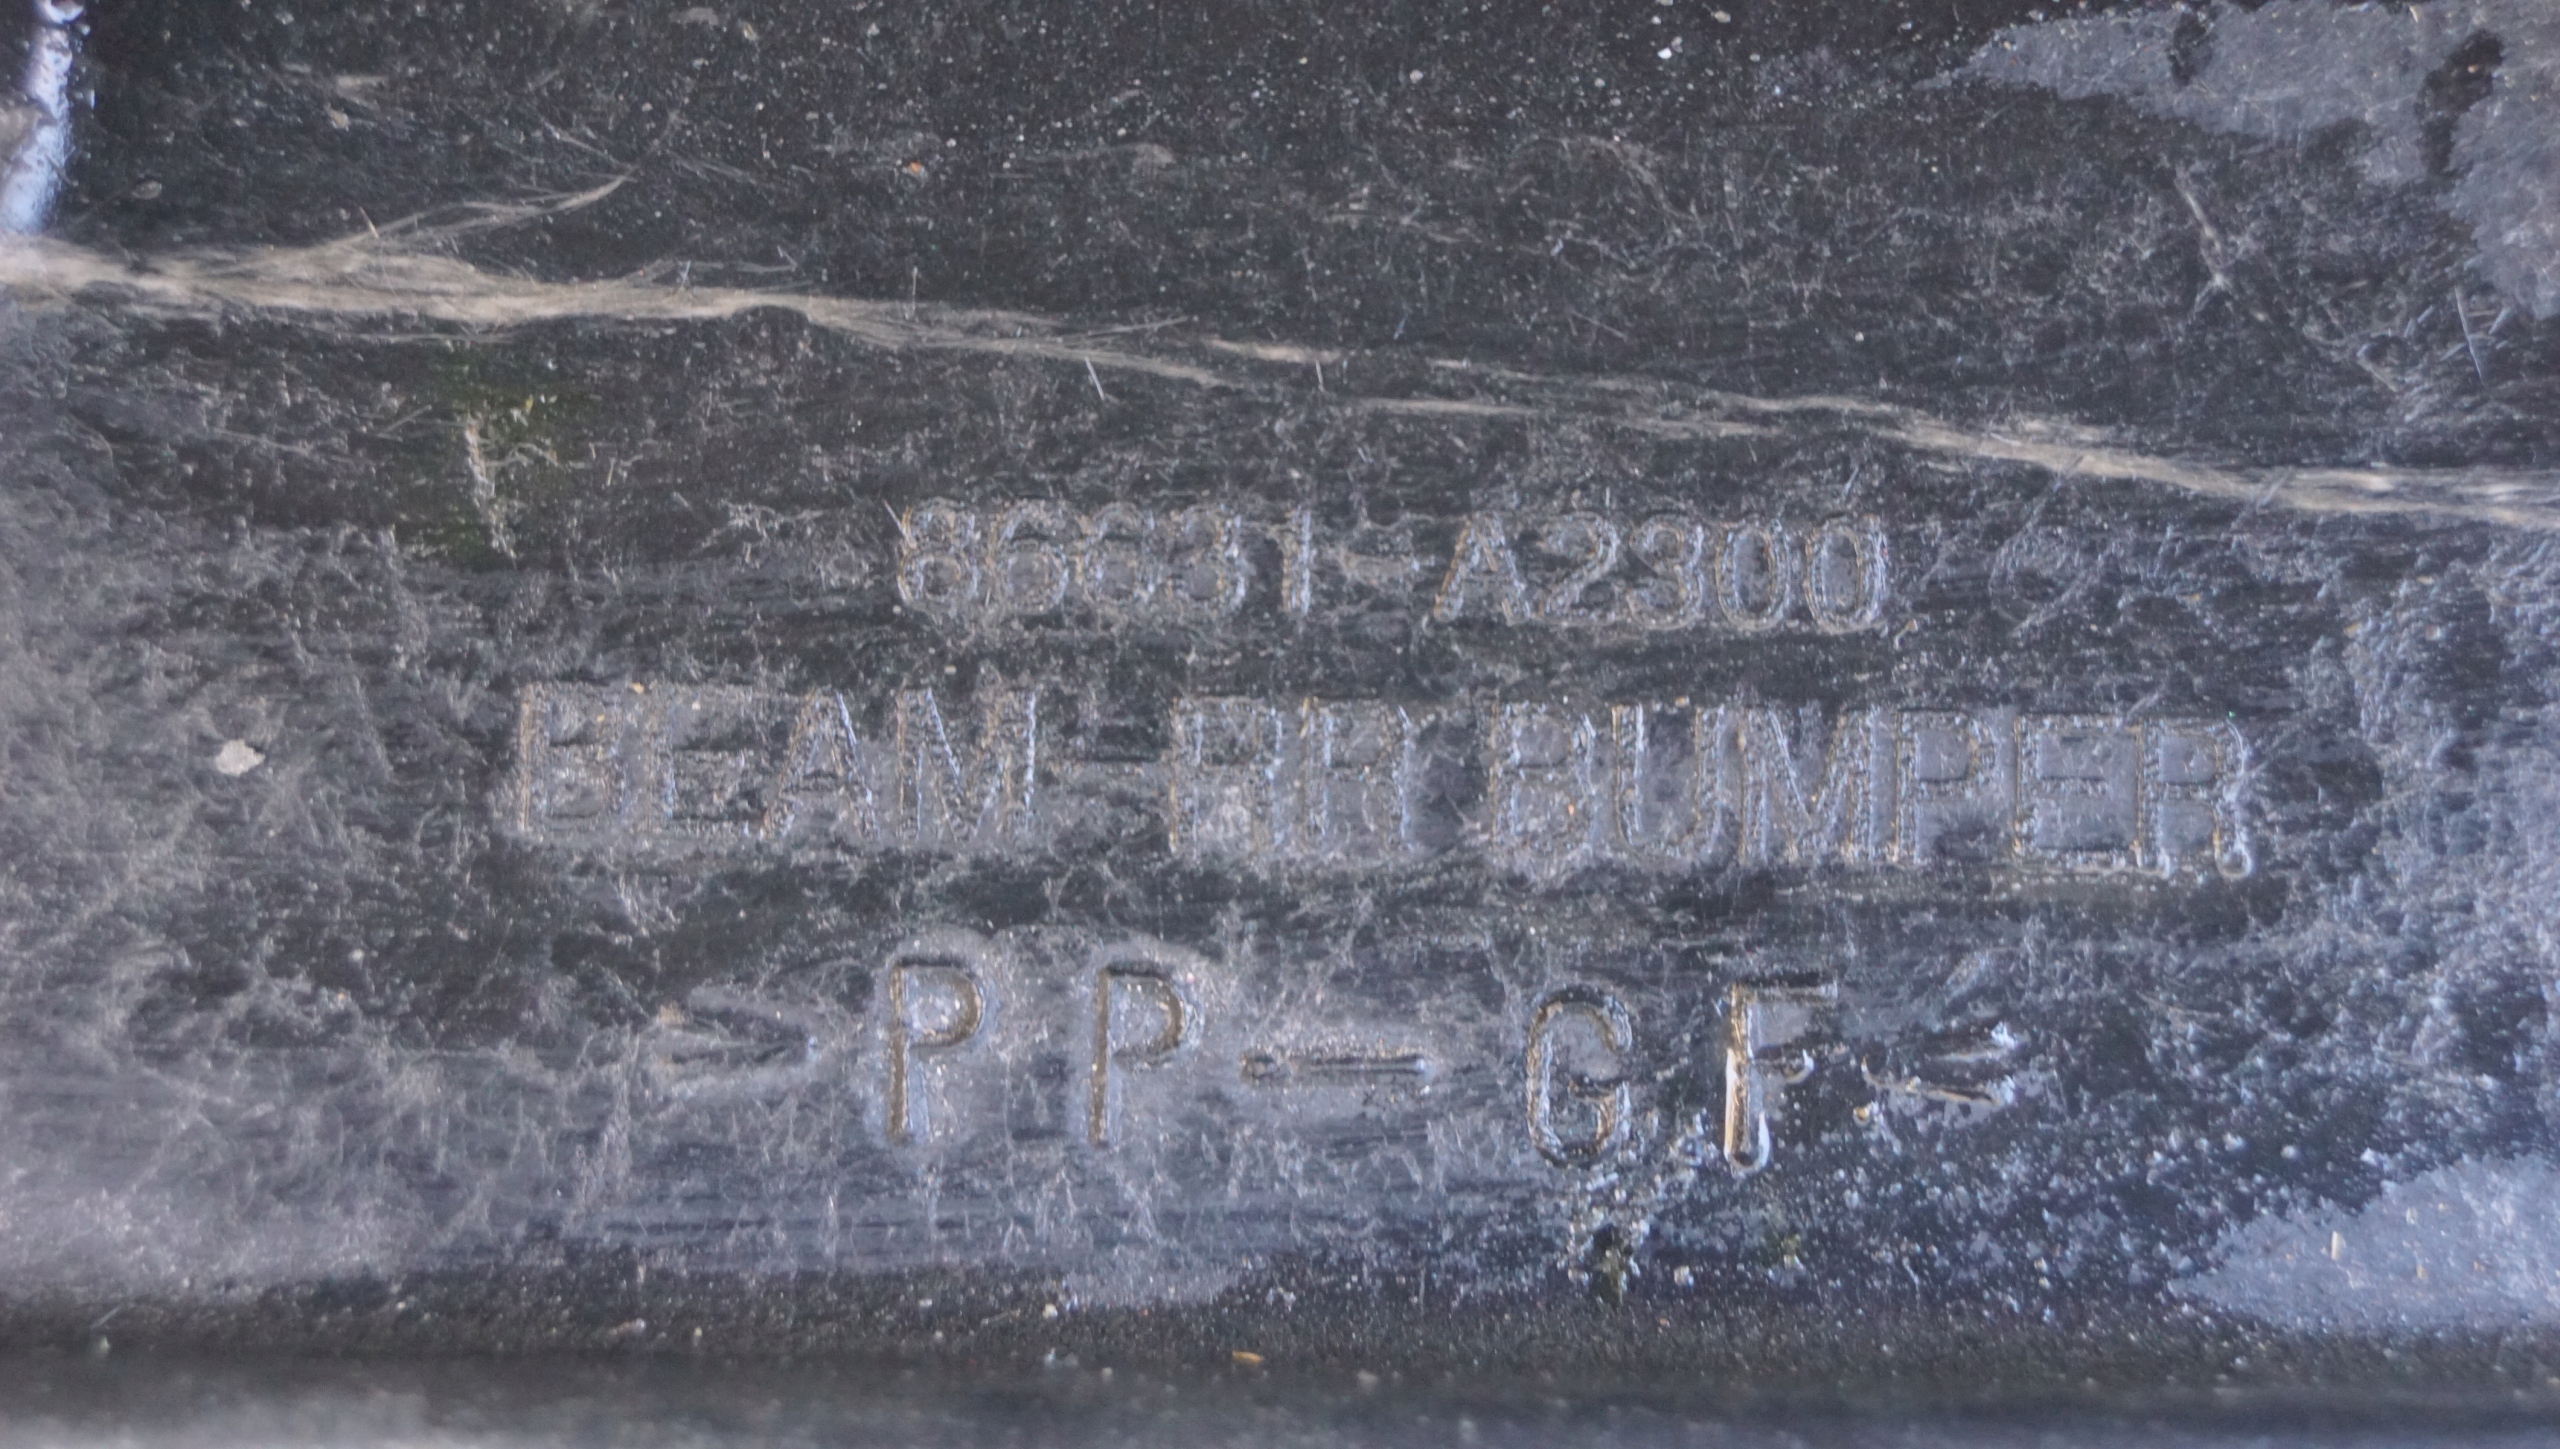 86631-A2300
BEAM-RR BUMPER
>PP-GF<